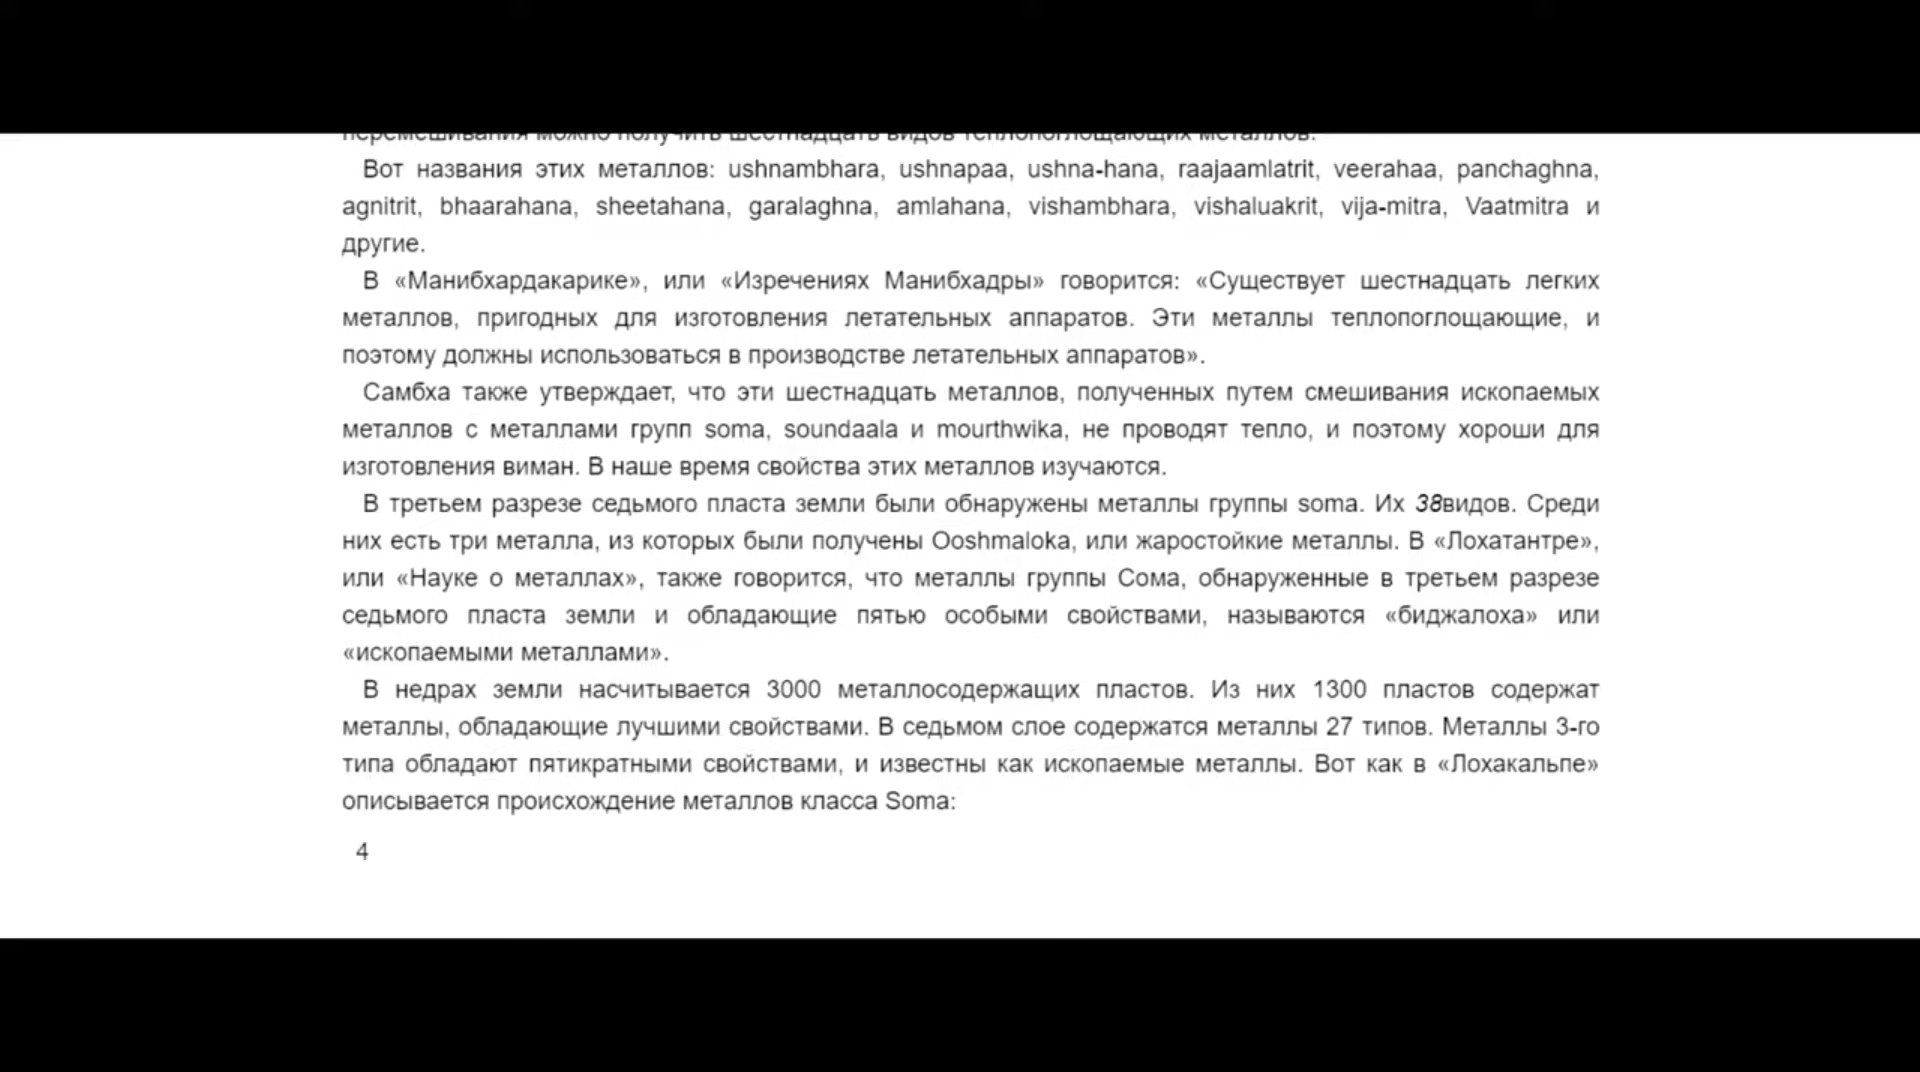 перемешивания можно получить шестнадцать видов теплопоглощающих металлов.
Вот названия этих металлов: ushnambhara, ushnapaa, ushna-hana, raajaamlatrit, veerahaa, panchaghna,
agnitrit, bhaarahana, sheetahana, garalaghna, amlahana, vishambhara, vishaluakrit, vija-mitra, Vaatmitra и
другие.
В «Манибхардакарике», или «Изречениях Манибхадры» говорится: «Существует шестнадцать легких
металлов, пригодных для изготовления летательных аппаратов. Эти металлы теплопоглощающие, и
поэтому должны использоваться в производстве летательных аппаратов».
Самбха также утверждает, что эти шестнадцать металлов, полученных путем смешивания ископаемых
металлов с металлами групп soma, soundaala и mourthwika, не проводят тепло, и поэтому хороши для
изготовления виман. В наше время свойства этих металлов изучаются.
В третьем разрезе седьмого пласта земли были обнаружены металлы группы soma. Их 38видов. Среди
них есть три металла, из которых были получены Ooshmaloka, или жаростойкие металлы. В «Лохатантре»,
или «Науке о металлах», также говорится, что металлы группы Сома, обнаруженные в третьем разрезе
седьмого пласта земли и обладающие пятью особыми свойствами, называются «биджалоха» или
«ископаемыми металлами».
В недрах земли насчитывается 3000 металлосодержащих пластов. Из них 1300 пластов содержат
металлы, обладающие лучшими свойствами. В седьмом слое содержатся металлы 27 типов. Металлы 3-го
типа обладают пятикратными свойствами, и известны как ископаемые металлы. Вот как в «Лохакальпе»
описывается происхождение металлов класса Soma:
4